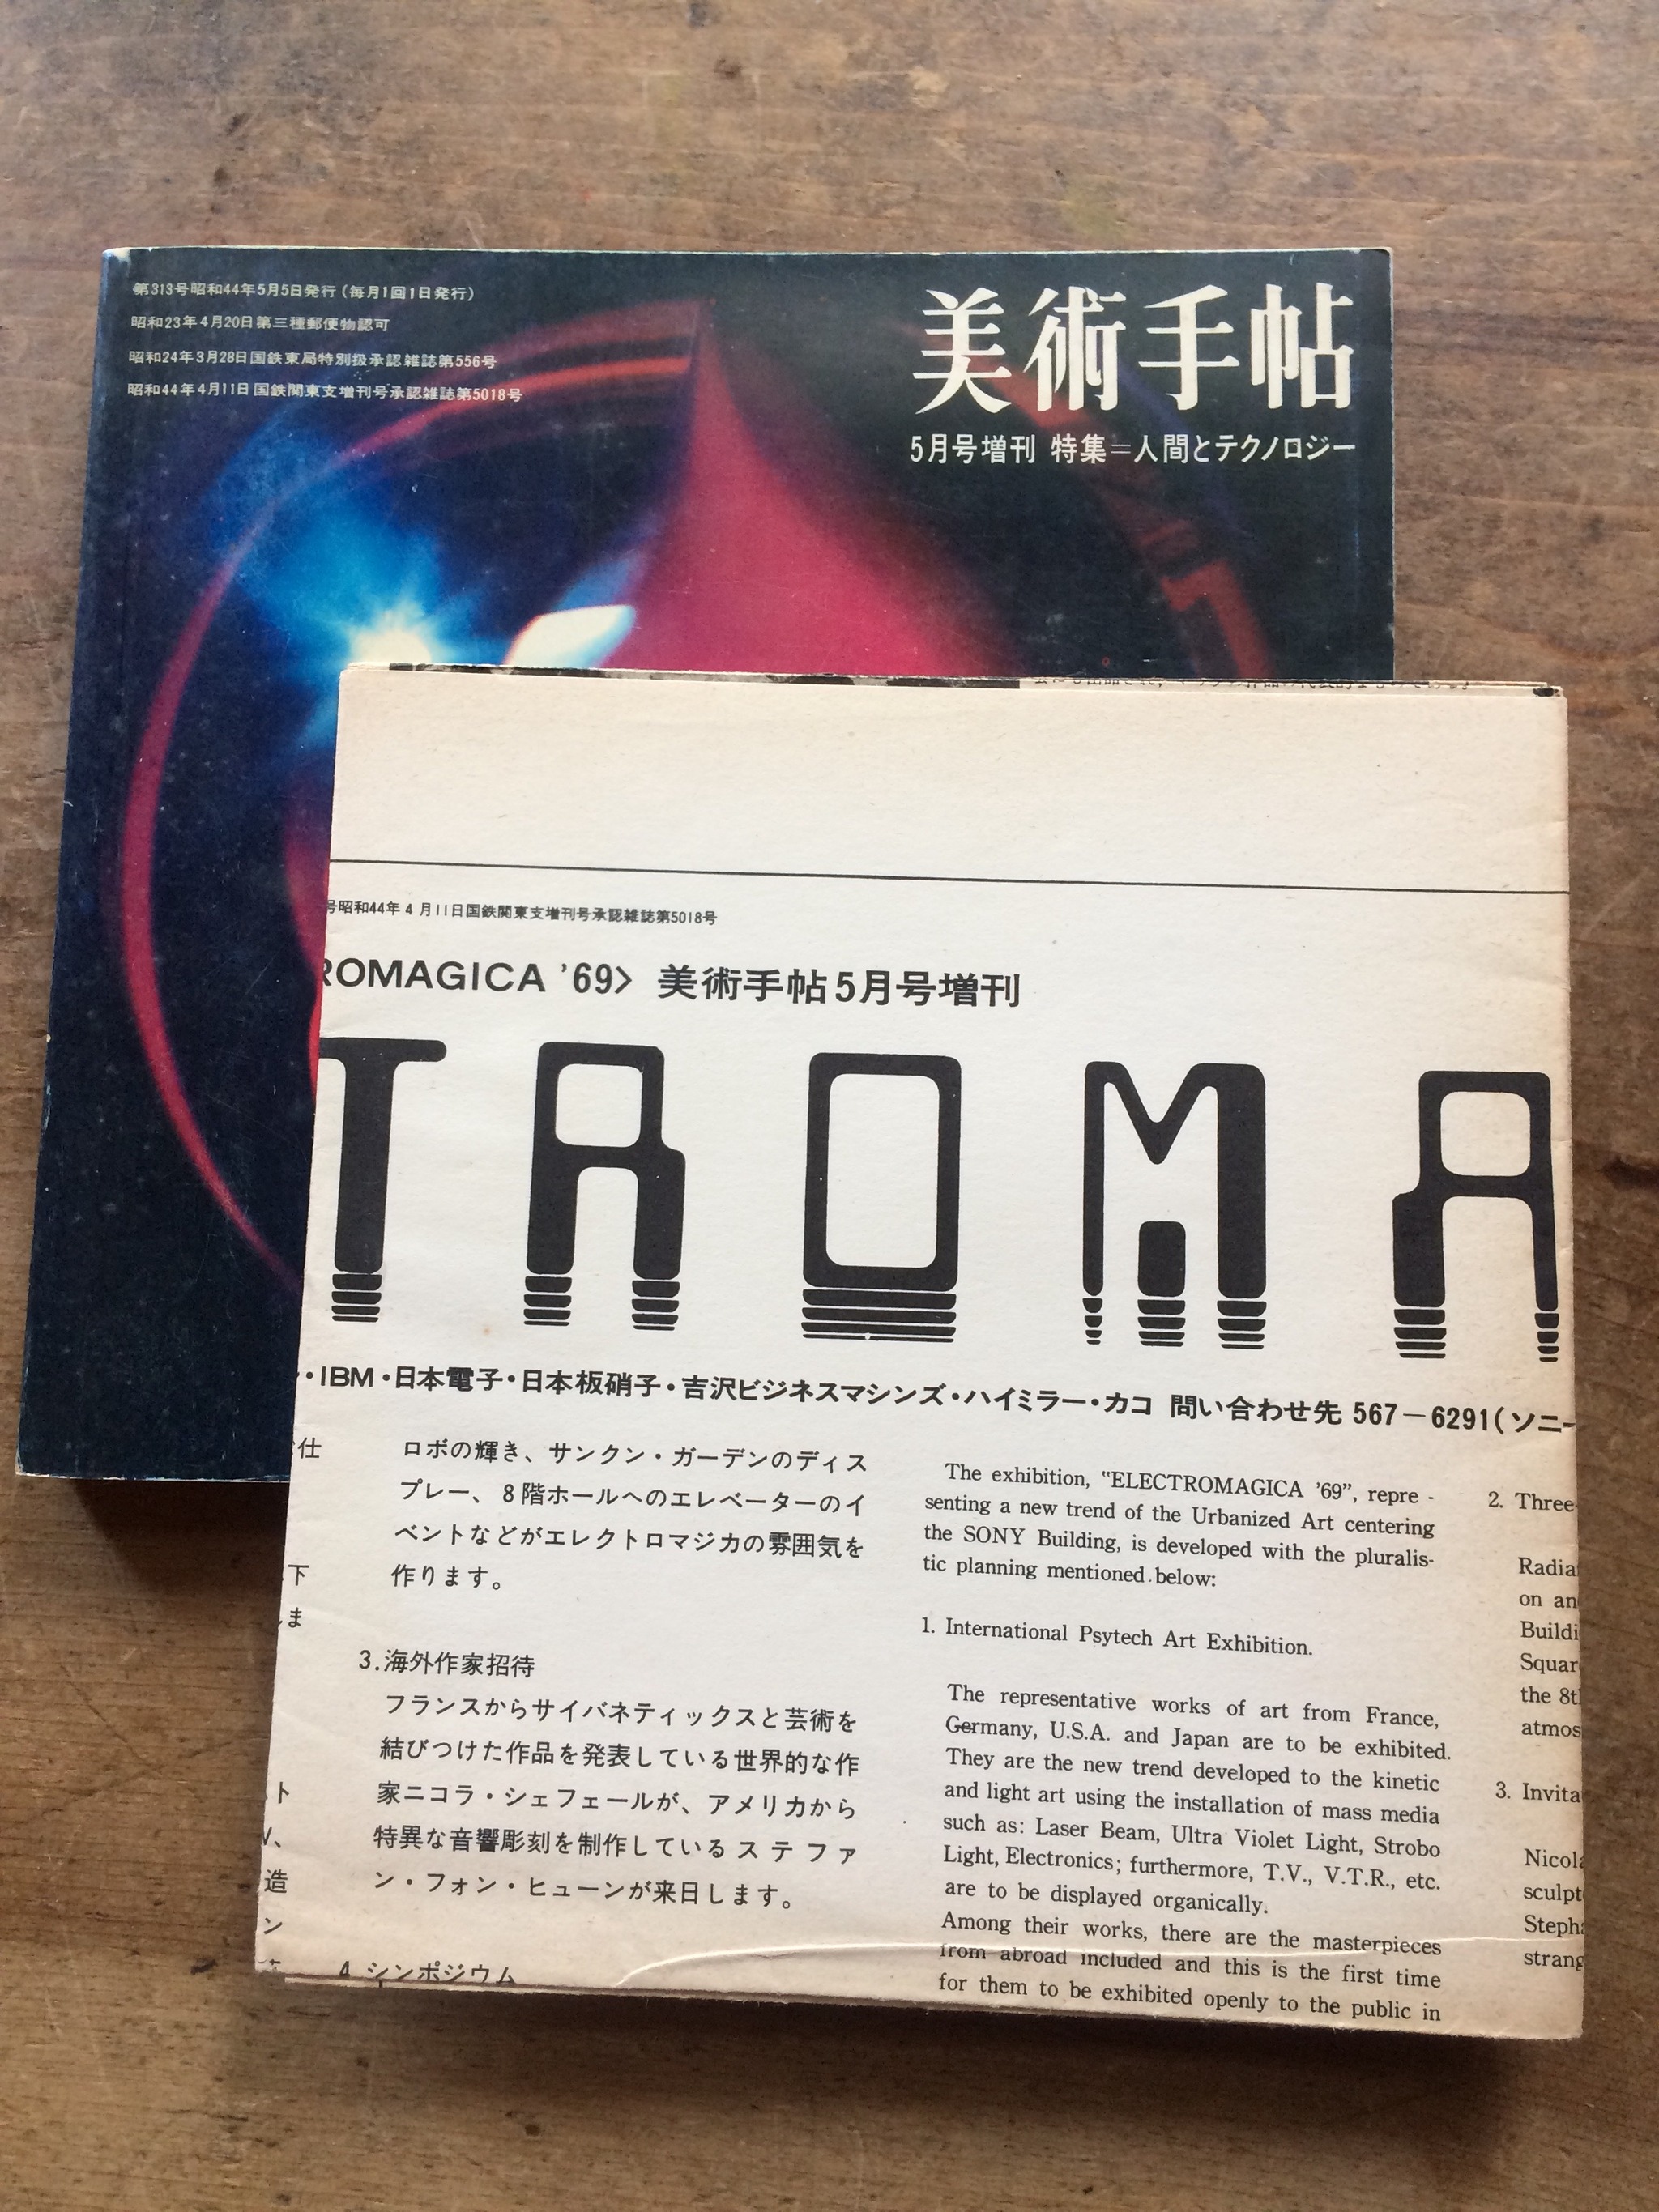 第313号昭和44年5月5日発行(毎月1回1日発行)
昭和23年4月20日第三種郵便物認可
昭和24年3月28日国鉄東局特別扱承認雑誌第556号
昭和44年4月11日国鉄関東支増刊号承認雑誌第5018号
美術手帖
5月号増刊 特集=人間とテクノロジー
号昭和44年4月11日国鉄関東支増刊号承認雑誌第5018号
ROMAGICA ’69〉 美術手帖5月号増刊
TROMA
・IBM・日本電子・日本板硝子・吉沢ビジネスマシンズ・ハイミラー・カコ 問い合わせ先 567-6291(ソニー
仕
下
ま
ト
V、
造
ン
ロボの輝き、サンクン・ガーデンのディス
プレー、8階ホールへのエレベーターのイ
ベントなどがエレクトロマジカの雰囲気を
作ります。
3.海外作家招待
フランスからサイバネティックスと芸術を
結びつけた作品を発表している世界的な作
家ニコラ・シェフェールが、アメリカから
特異な音響彫刻を制作しているステファ
ン・フォン・ヒューンが来日します。
4.シンポジウム
The exhibition, "ELECTROMAGICA ’69”, repre-
senting a new trend of the Urbanized Art centering
the SONY Building, is developed with the pluralis-
tic planning mentioned below:
1. International Psytech Art Exhibition.
The representative works of art from France,
Germany, U.S.A. and Japan are to be exhibited.
They are the new trend developed to the kinetic
and light art using the installation of mass media
such as: Laser Beam, Ultra Violet Light, Strobo
Light, Electronics; furthermore, T.V., V.T.R., etc.
are to be displayed organically.
Among their works, there are the masterpieces
from abroad included and this is the first time
for them to be exhibited openly to the public in
2. Three-
Radia
on an
Buildi
Squar
the 8t
atmos
3. Invita
Nicola
sculpt
Steph
strang